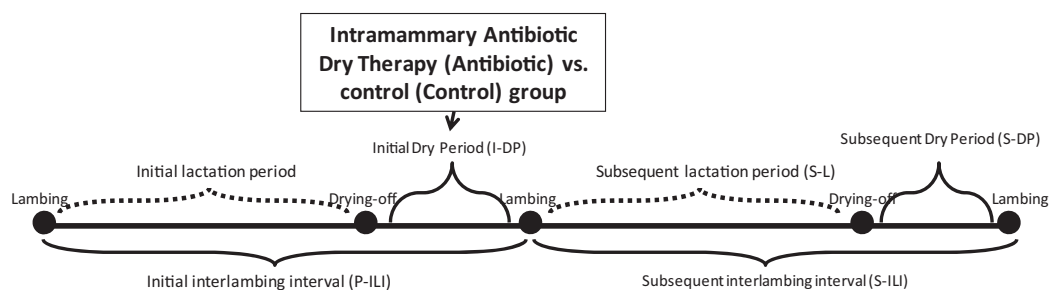 Intramammary Antibiotic
Dry Therapy (Antibiotic) vs.
control (Control) group
Initial Dry Period (I-DP)
Subsequent Dry Period (S-DP)
Initial lactation period
Subsequent lactation period (S-L)
Lambing
Drying-off
Lambing
Drying-off
Lambing
Initial interlambing interval (P-ILI)
Subsequent interlambing interval (S-ILI)